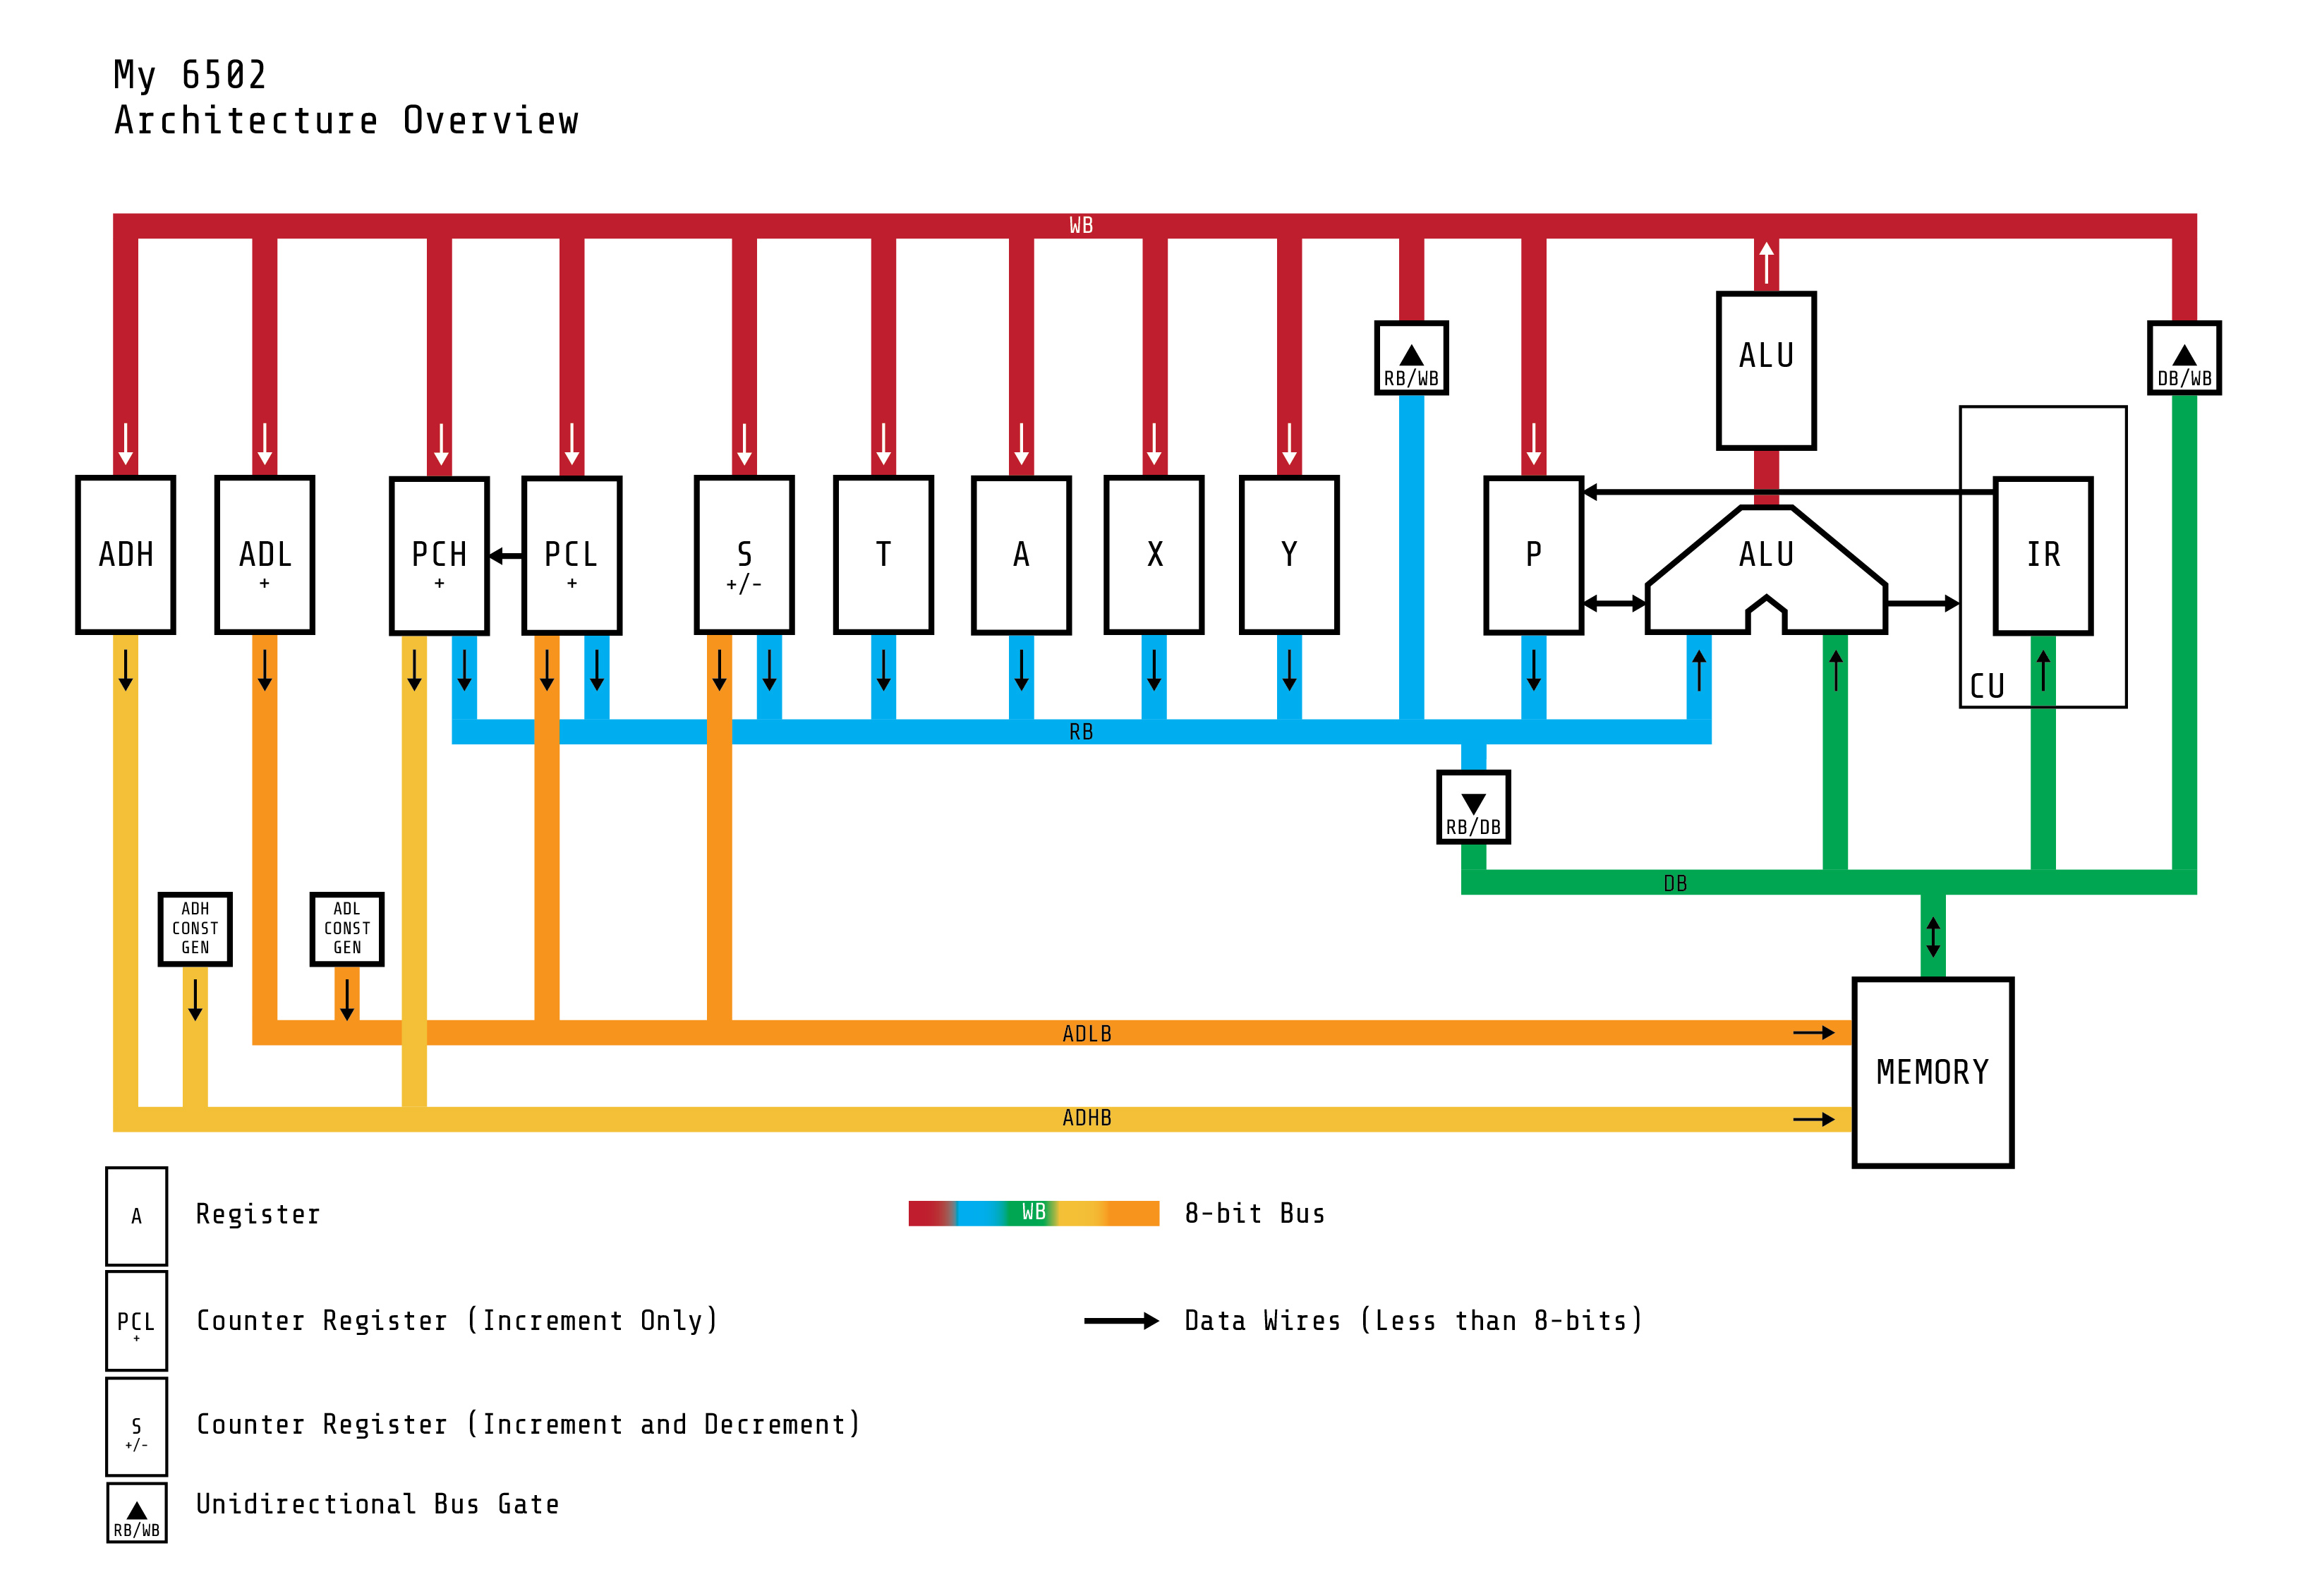 My 6502
Architecture Overview
WB
ALU
RB/WB
DB/WB
ADH
ADL
+
PCH
+
PCL
+
S
+/-
T
A
X
Y
P
ALU
IR
CU
RB
RB/DB
DB
ADH
CONST
GEN
ADL
CONST
GEN
ADLB
MEMORY
ADHB
A
Register
WB
8-bit Bus
PCL
+
Counter Register (Increment Only)
Data Wires (Less than 8-bits)
S
+/-
Counter Register (Increment and Decrement)
RB/WB
Unidirectional Bus Gate